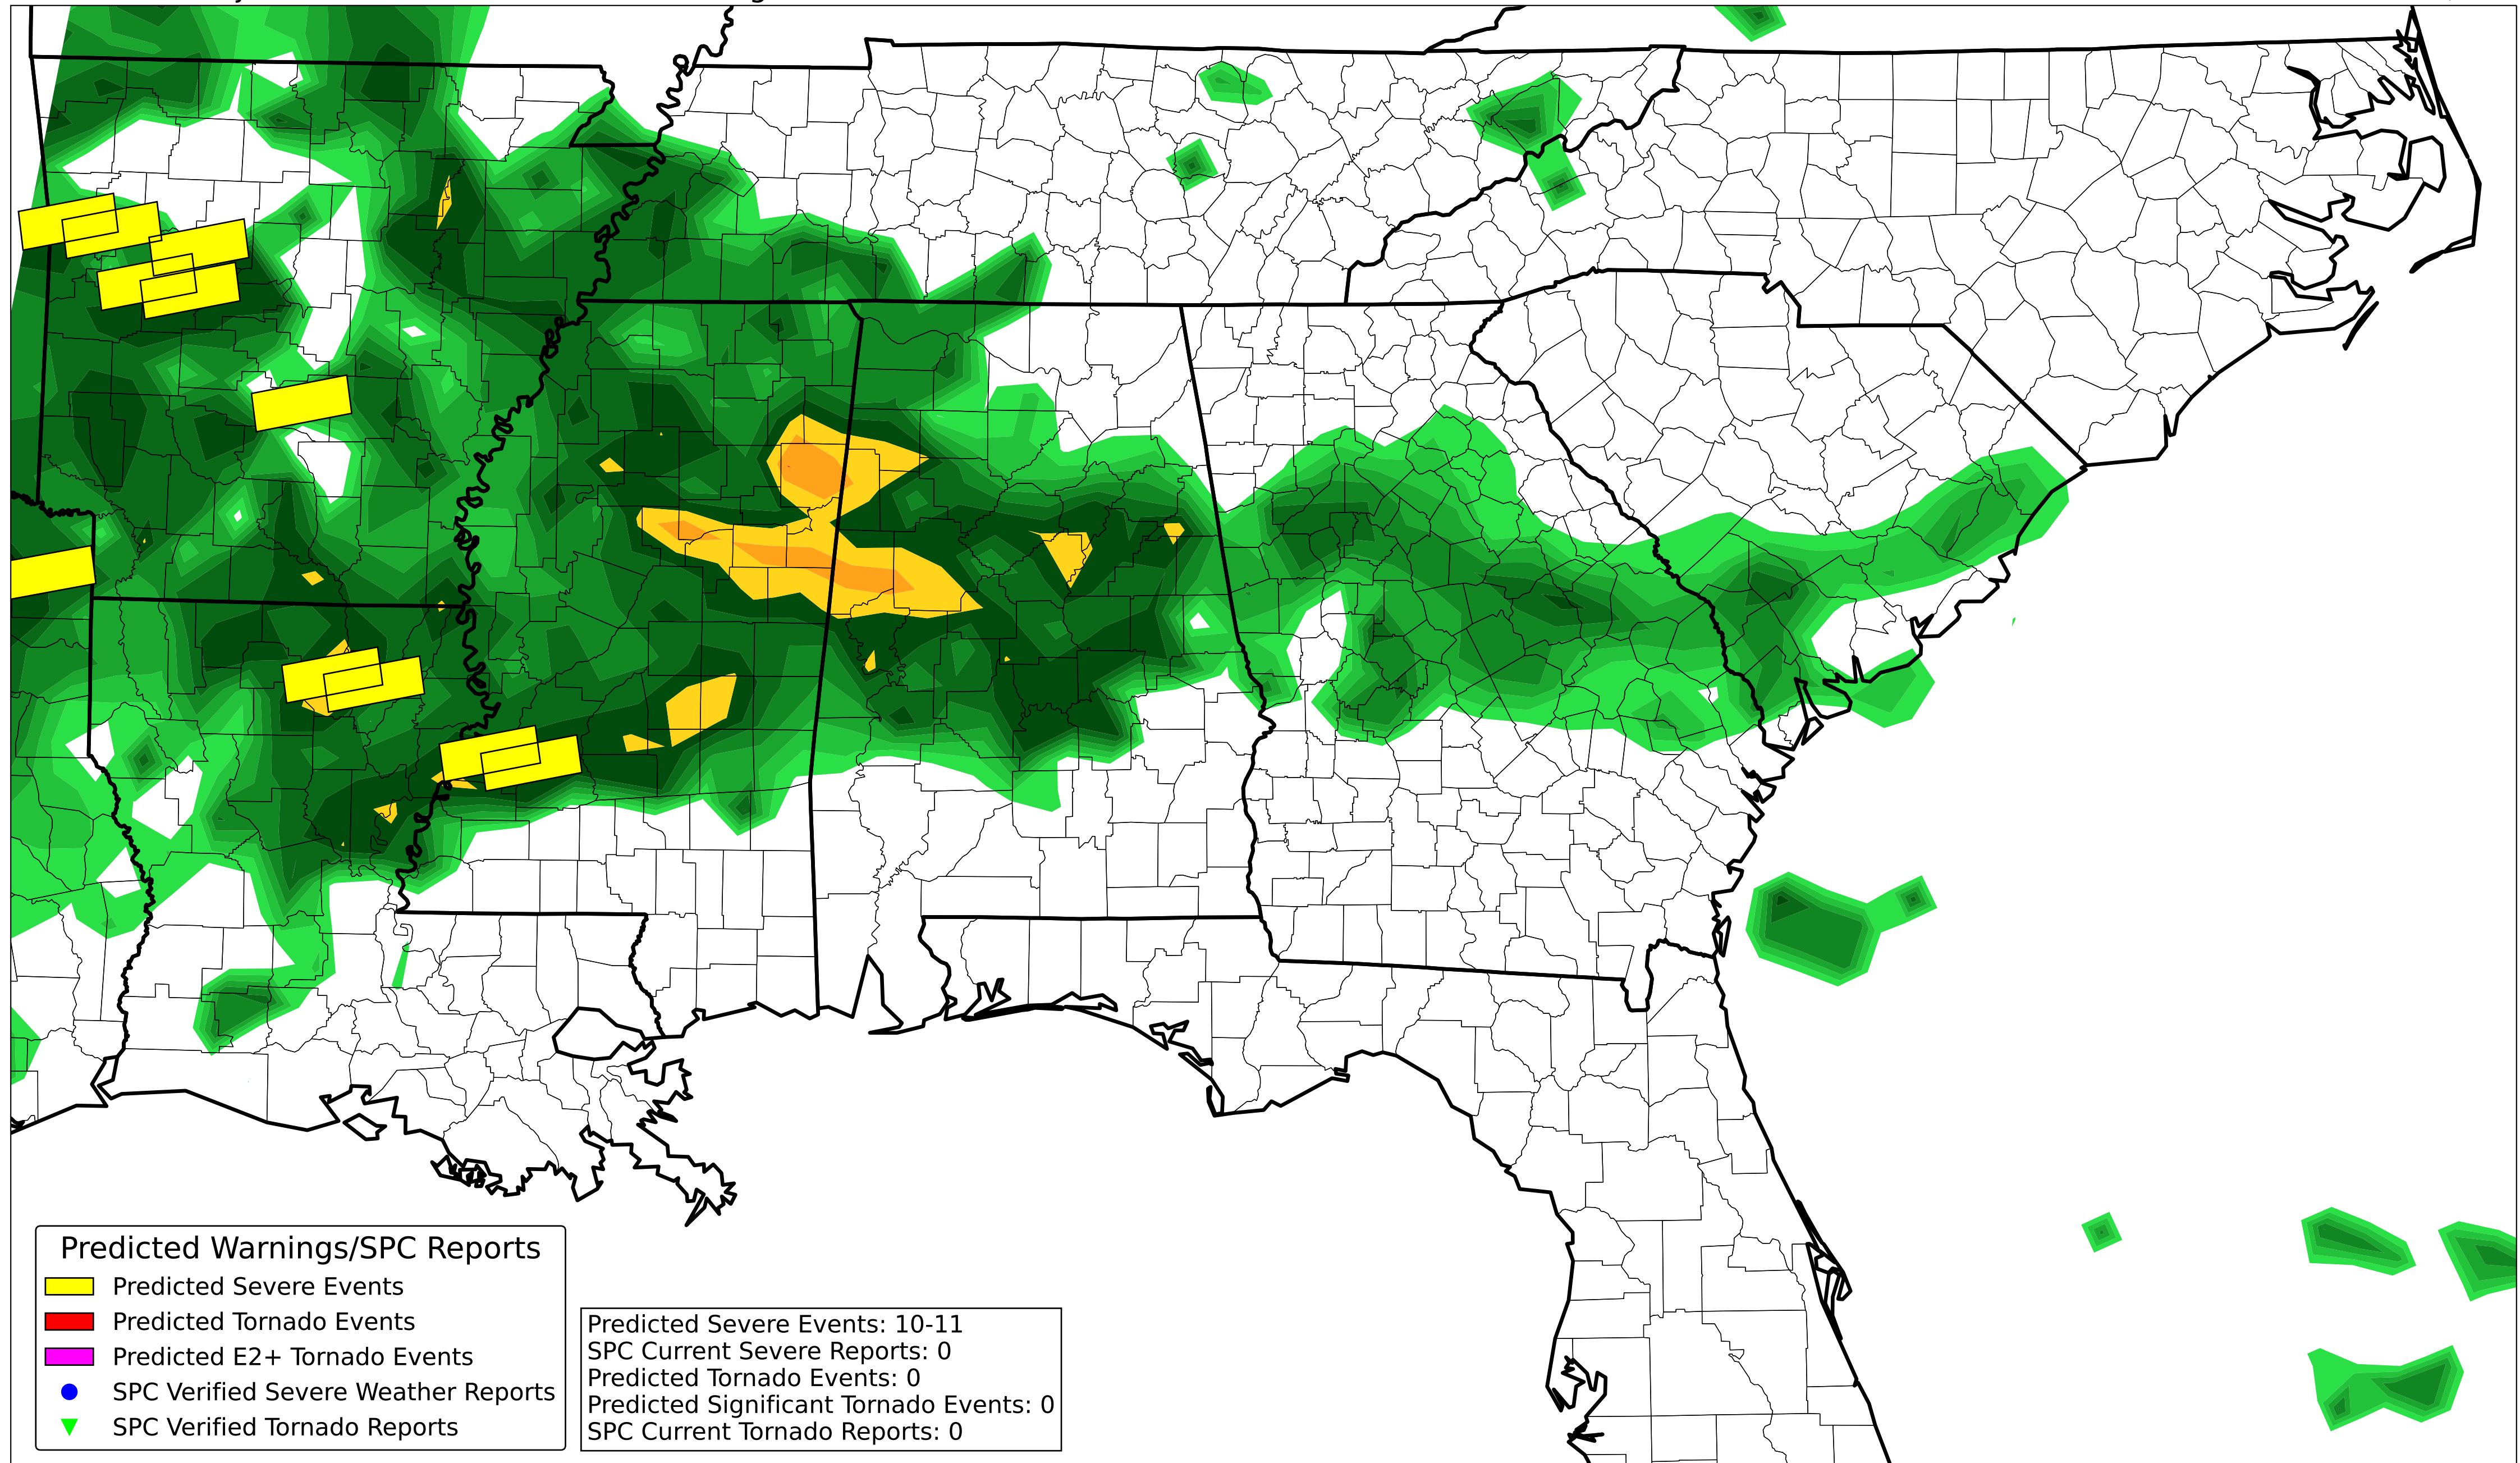 Predicted Warnings/SPC Reports
Predicted Severe Events
Predicted Tornado Events
Predicted E2+ Tornado Events
SPC Verified Severe Weather Reports
SPC Verified Tornado Reports
Predicted Severe Events: 10-11
SPC Current Severe Reports: 0
Predicted Tornado Events: 0
Predicted Significant Tornado Events: 0
SPC Current Tornado Reports: 0